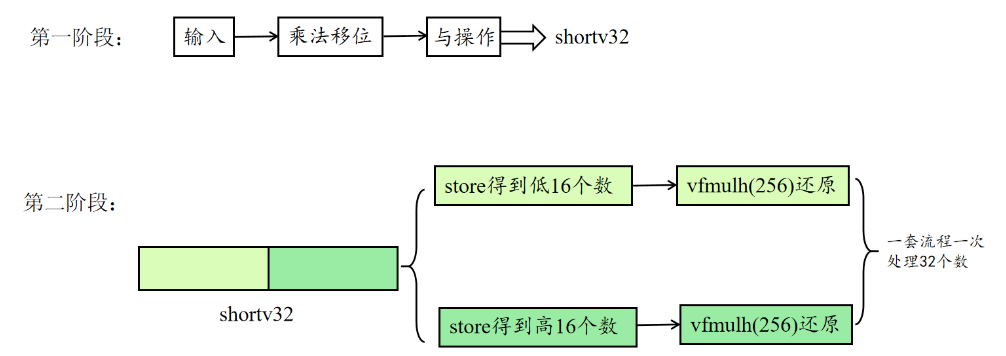 第一阶段：
输入
乘法移位
与操作
shortv32
第二阶段：
store得到低16个数
vfmulh(256)还原
shortv32
store得到高16个数
vfmulh(256)还原
一套流程一次
处理32个数